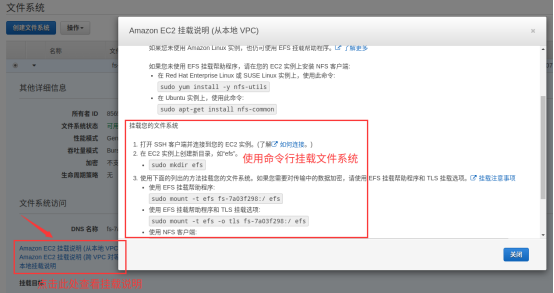 文件系统
创建文件系统
操作
名称
其他详细信息
所有者 ID
文件系统状态 可用
性能模式
吞吐量模式
加密
生命周期策略 无
文件系统访问
DNS 名称
Amazon EC2 挂载说明 (从本地 VPC)
Amazon EC2 挂载说明 (跨 VPC 对等
本地挂载说明
挂载目标
Amazon EC2 挂载说明 (从本地 VPC)
×
如果您未使用 Amazon Linux 实例，也仍可使用 EFS 挂载帮助程序。 了解更多
如果您未使用 EFS 挂载帮助程序，请在您的 EC2 实例上安装 NFS 客户端:
• 在 Red Hat Enterprise Linux 或 SUSE Linux 实例上，使用此命令:
sudo yum install -y nfs-utils
• 在 Ubuntu 实例上，使用此命令:
sudo apt-get install nfs-common
挂载您的文件系统
1. 打开 SSH 客户端并连接到您的 EC2 实例。(了解 如何连接。)
2. 在 EC2 实例上创建新目录，如"efs"。
• sudo mkdir efs
使用命令行挂载文件系统
3. 使用下面的列出的方法挂载您的文件系统。如果您需要对传输中的数据加密，请使用 EFS 挂载帮助程序和 TLS 挂载选项。 挂载注意事项
• 使用 EFS 挂载帮助程序:
sudo mount -t efs fs-7a03f298:/ efs
• 使用 EFS 挂载帮助程序和 TLS 挂载选项:
sudo mount -t efs -o tls fs-7a03f298:/ efs
• 使用 NFS 客户端:
关闭